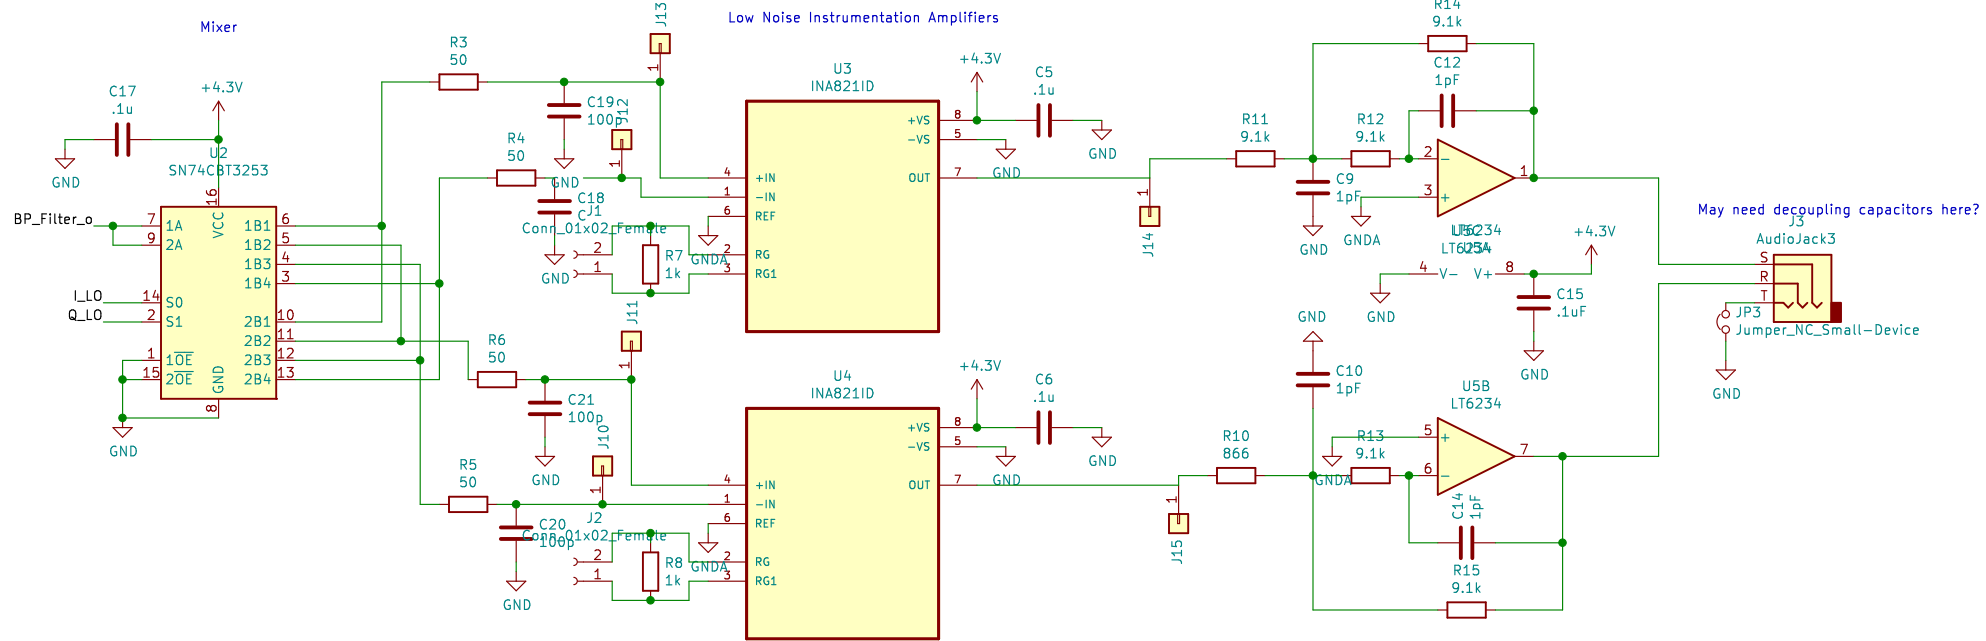 Mixer
Low Noise Instrumentation Amplifiers
May need decoupling capacitors here?
C17
.1u
+4.3V
GND
U2
SN74CBT3253
BP_Filter_o
I_LO
Q_LO
7 1A
9 2A
14 S0
2 S1
1 1OE
15 2OE
16
VCC
GND
8
1B1 6
1B2 5
1B3 4
1B4 3
2B1 10
2B2 11
2B3 12
2B4 13
GND
R3
50
J13
1
C19
100p
GND
J12
1
R4
50
C18
GND
J1
Conn_01x02_Female
2
1
R7
1k
GNDA
U3
INA821ID
4 +IN
1 -IN
6 REF
2 RG
3 RG1
+VS 8
-VS 5
OUT 7
+4.3V
C5
.1u
GND
GND
J14
1
J11
1
R6
50
C21
100p
GND
J10
1
R5
50
C20
100p
GND
J2
Conn_01x02_Female
2
1
R8
1k
GNDA
U4
INA821ID
4 +IN
1 -IN
6 REF
2 RG
3 RG1
+VS 8
-VS 5
OUT 7
+4.3V
C6
.1u
GND
GND
J15
1
R11
9.1k
R12
9.1k
R14
9.1k
C12
1pF
C9
1pF
GND
GNDA
2 -
3 +
1
LT6234
LT6234
4 V-
V+ 8
GND
+4.3V
C15
.1uF
GND
GND
C10
1pF
R10
866
R13
9.1k
GNDA
U5B
LT6234
5 +
6 -
7
C14
1pF
R15
9.1k
J3
AudioJack3
S
R
T
JP3
Jumper_NC_Small-Device
GND